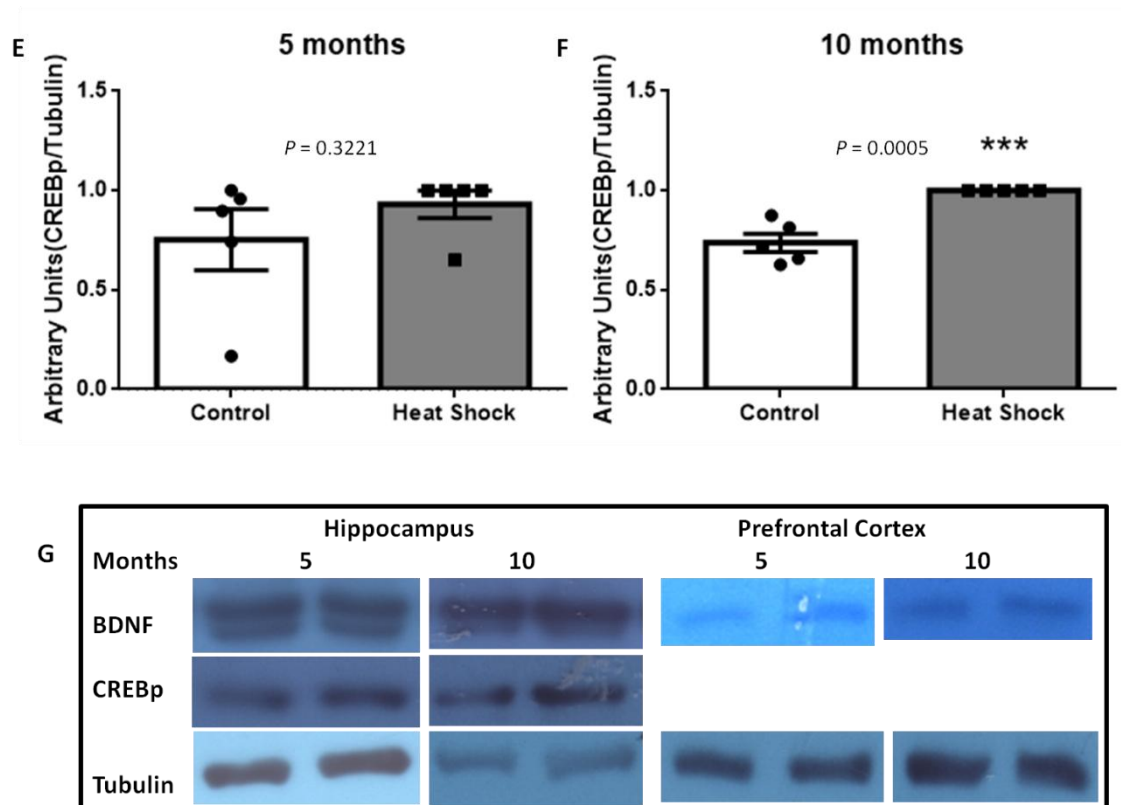 E
5 months
Arbitrary Units(CREBp/Tubulin)
1.5
1.0
0.5
0.0
P = 0.3221
Control
Heat Shock
F
10 months
Arbitrary Units(CREBp/Tubulin)
1.5
1.0
0.5
0.0
P = 0.0005
***
Control
Heat Shock
G
Hippocampus Prefrontal Cortex
Months 5 10 5 10
BDNF
CREBp
Tubulin